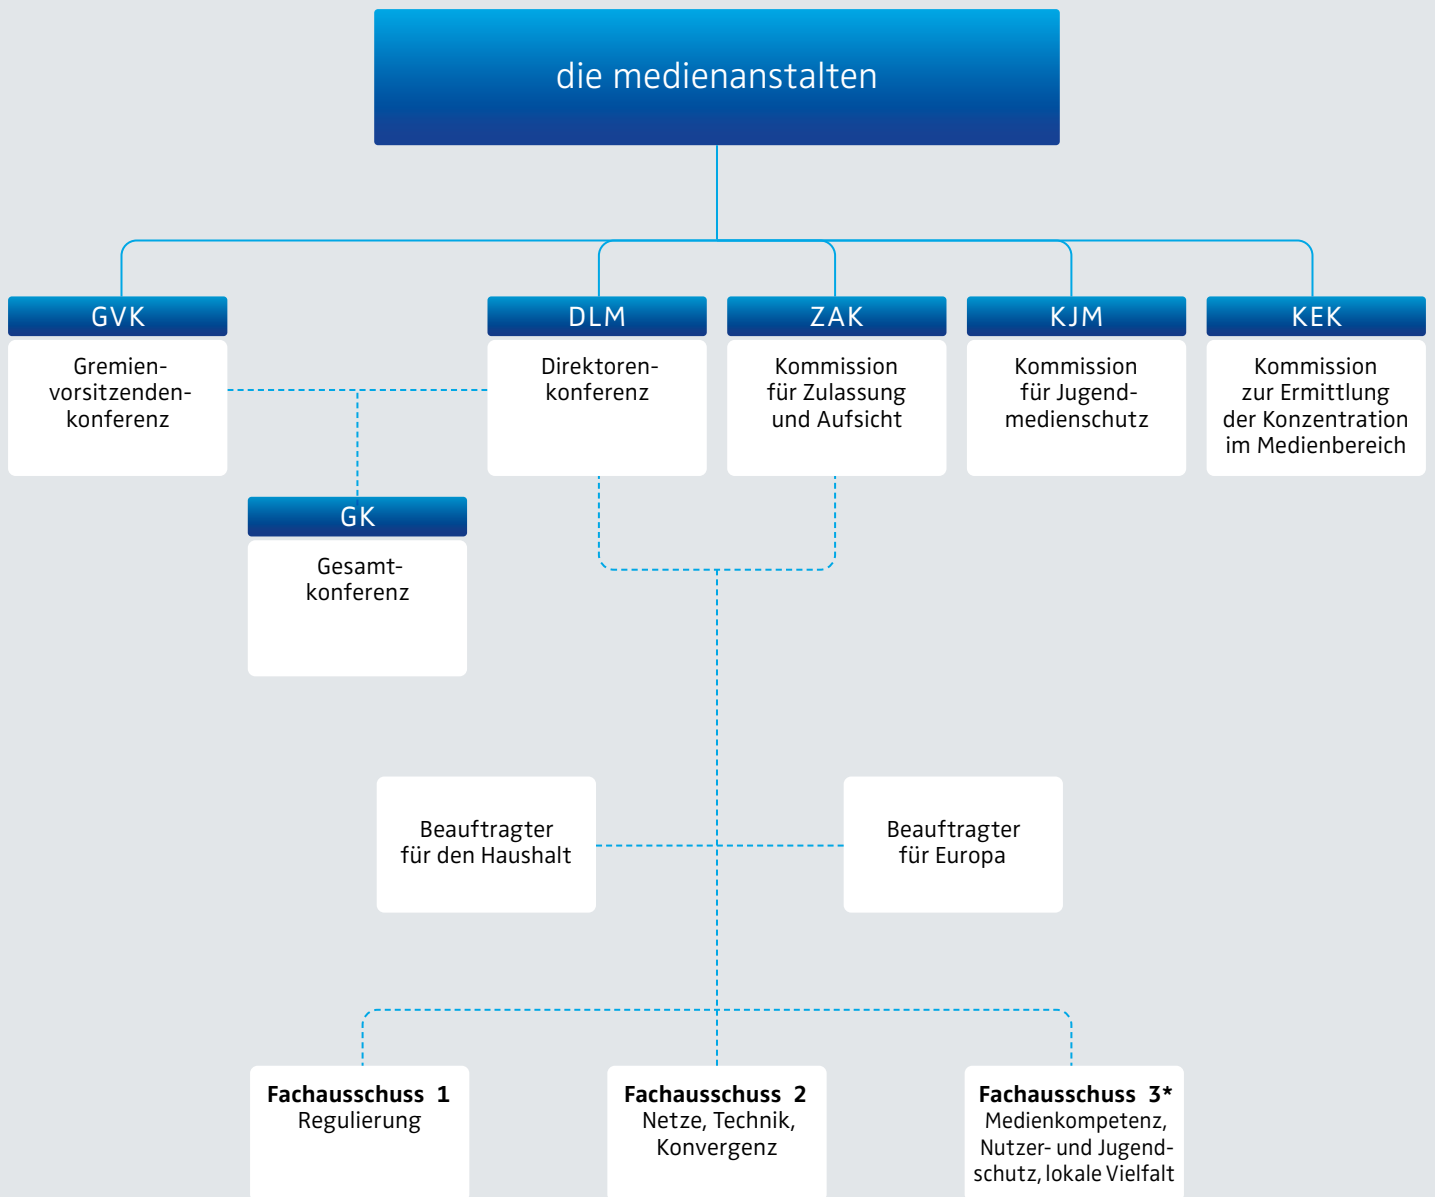 die medienanstalten
GVK
Gremien-
vorsitzenden-
konferenz
DLM
Direktoren-
konferenz
ZAK
Kommission
für Zulassung
und Aufsicht
KJM
Kommission
für Jugend-
medienschutz
KEK
Kommission
zur Ermittlung
der Konzentration
im Medienbereich
GK
Gesamt-
konferenz
Beauftragter
für den Haushalt
Beauftragter
für Europa
Fachausschuss 1
Regulierung
Fachausschuss 2
Netze, Technik,
Konvergenz
Fachausschuss 3*
Medienkompetenz,
Nutzer- und Jugend-
schutz, lokale Vielfalt